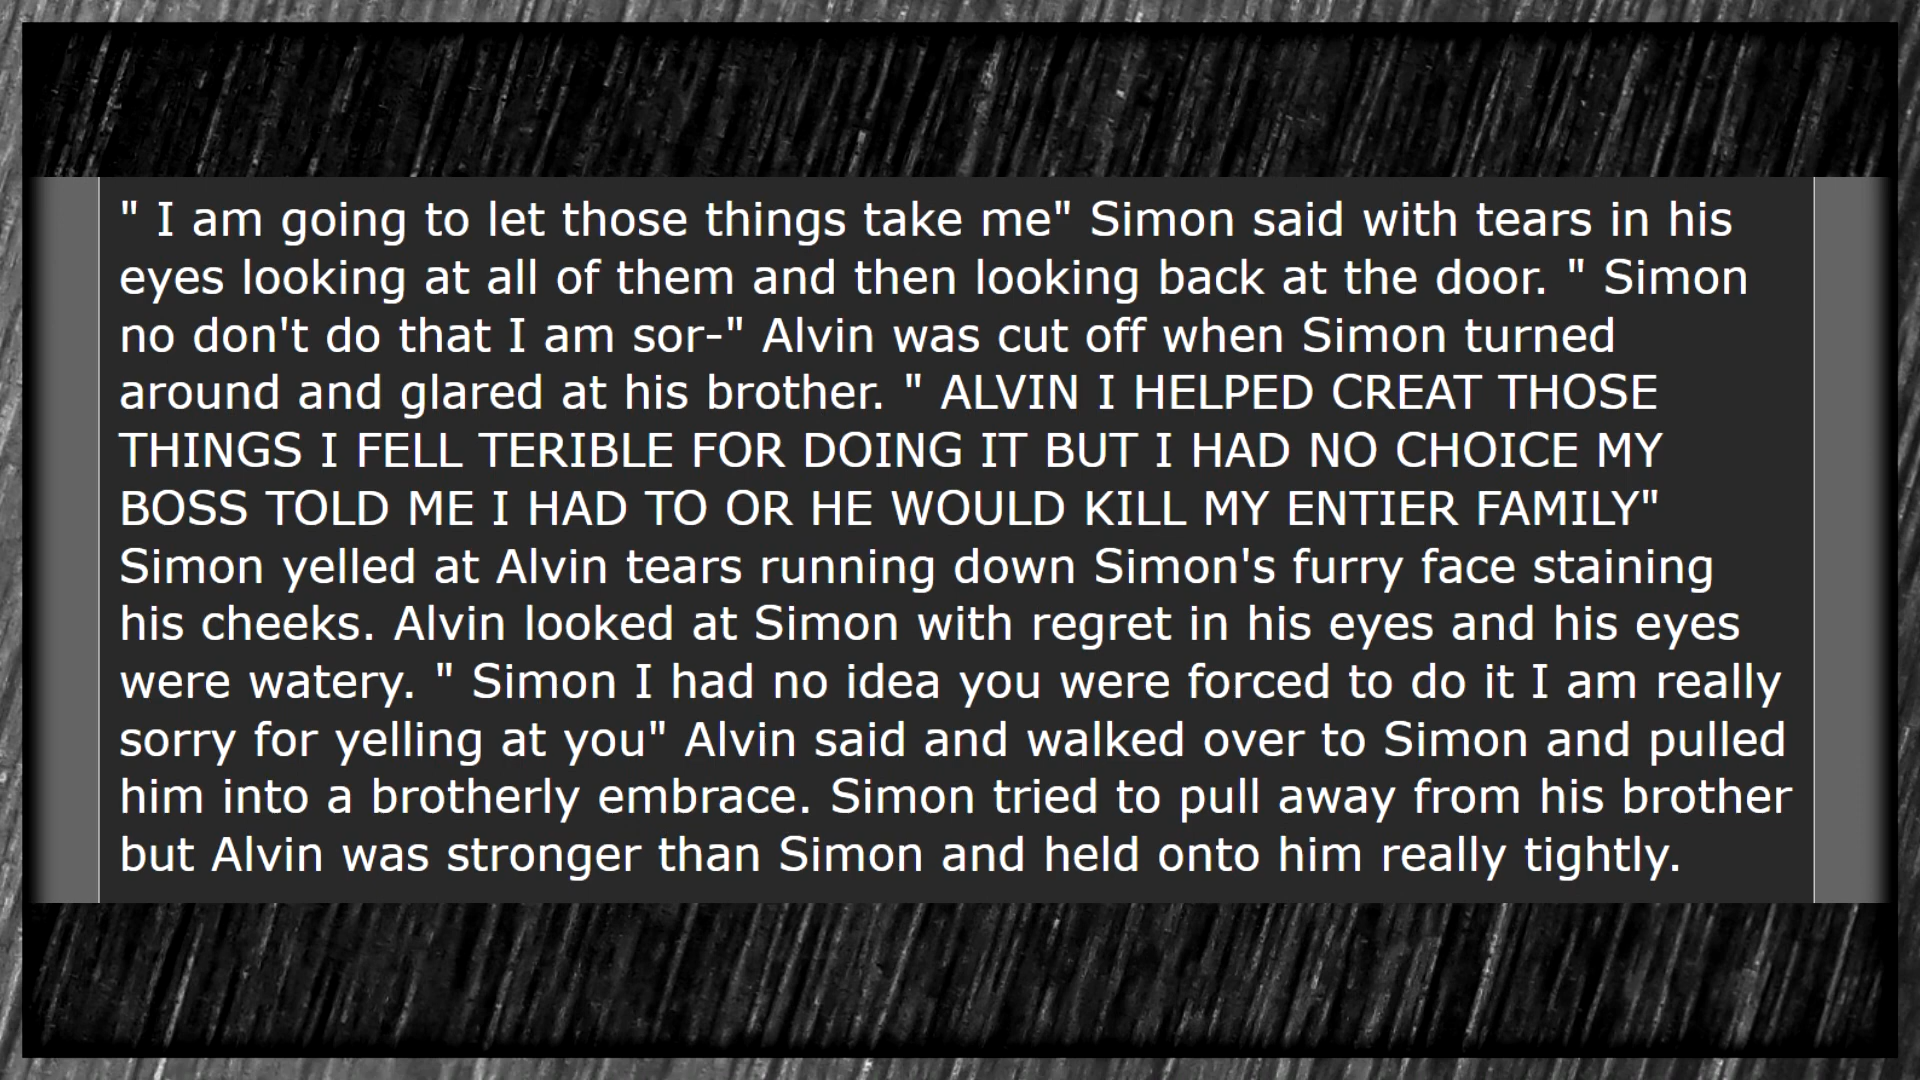 " I am going to let those things take me" Simon said with tears in his
eyes looking at all of them and then looking back at the door. " Simon
no don't do that I am sor-" Alvin was cut off when Simon turned
around and glared at his brother. " ALVIN I HELPED CREAT THOSE
THINGS I FELL TERIBLE FOR DOING IT BUT I HAD NO CHOICE MY
BOSS TOLD ME I HAD TO OR HE WOULD KILL MY ENTIER FAMILY"
Simon yelled at Alvin tears running down Simon's furry face staining
his cheeks. Alvin looked at Simon with regret in his eyes and his eyes
were watery. " Simon I had no idea you were forced to do it I am really
sorry for yelling at you" Alvin said and walked over to Simon and pulled
him into a brotherly embrace. Simon tried to pull away from his brother
but Alvin was stronger than Simon and held onto him really tightly.